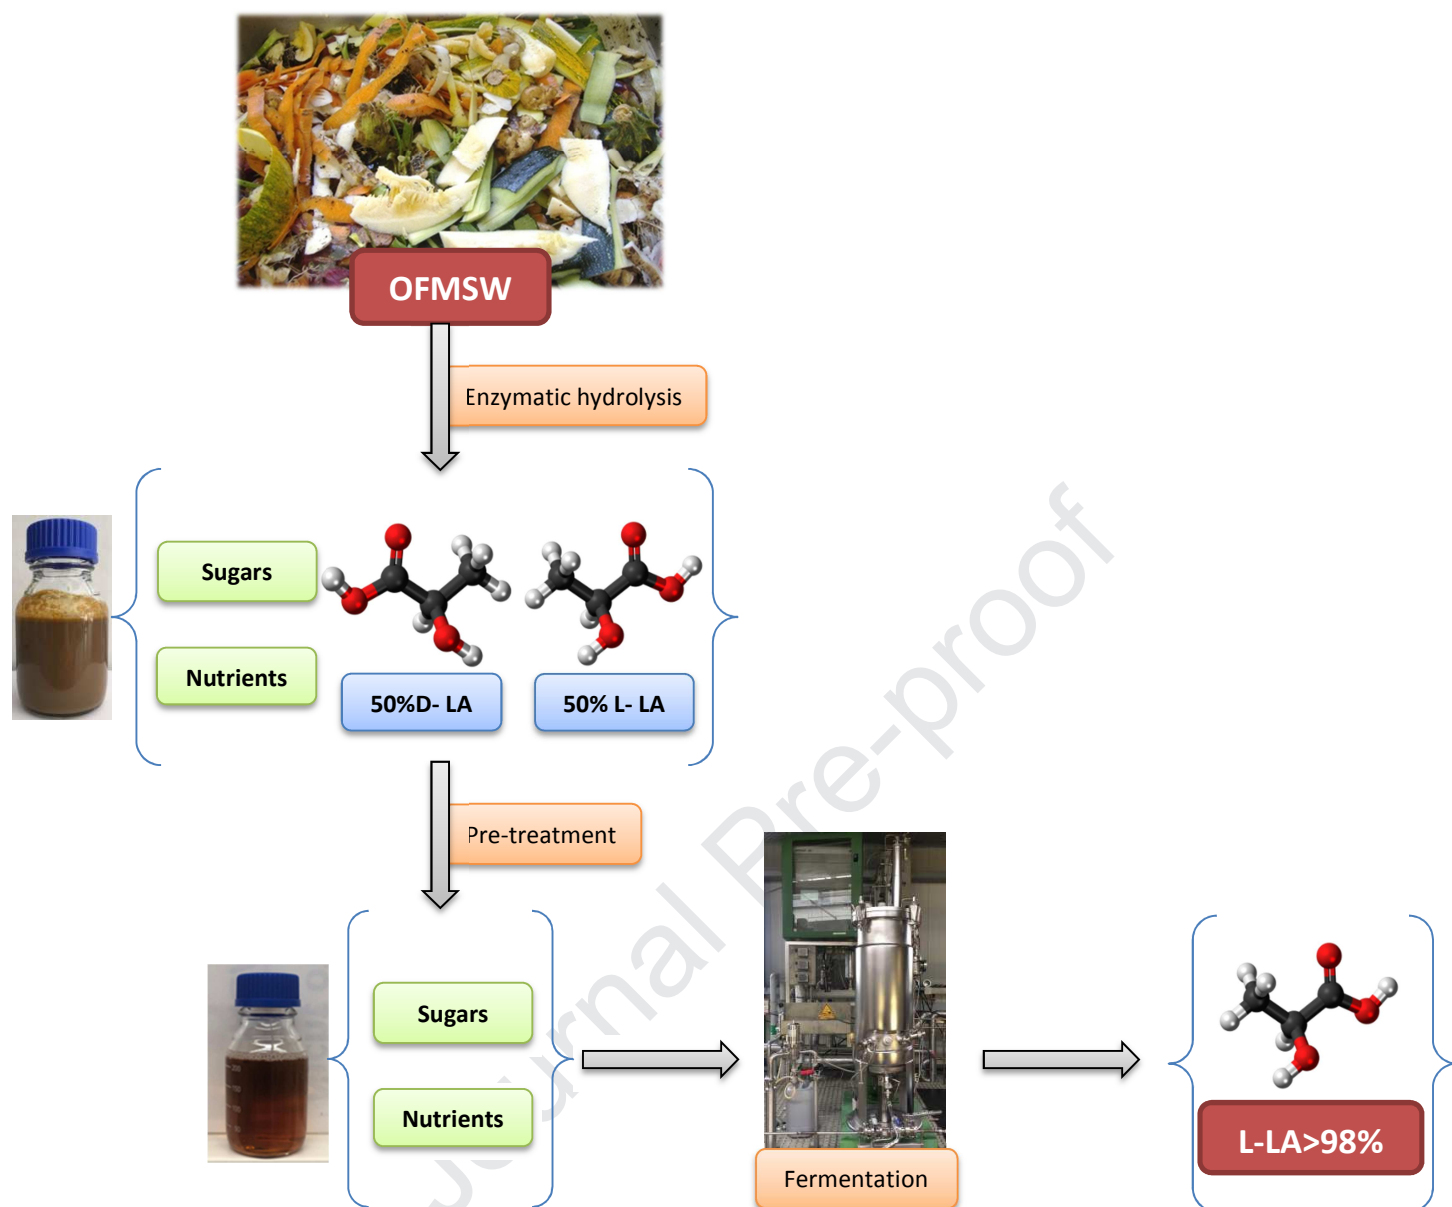 OFMSW
Enzymatic hydrolysis
Sugars
Nutrients
50%D- LA
50% L- LA
Pre-treatment
Sugars
Nutrients
Fermentation
L-LA>98%
Journal Pre-proof